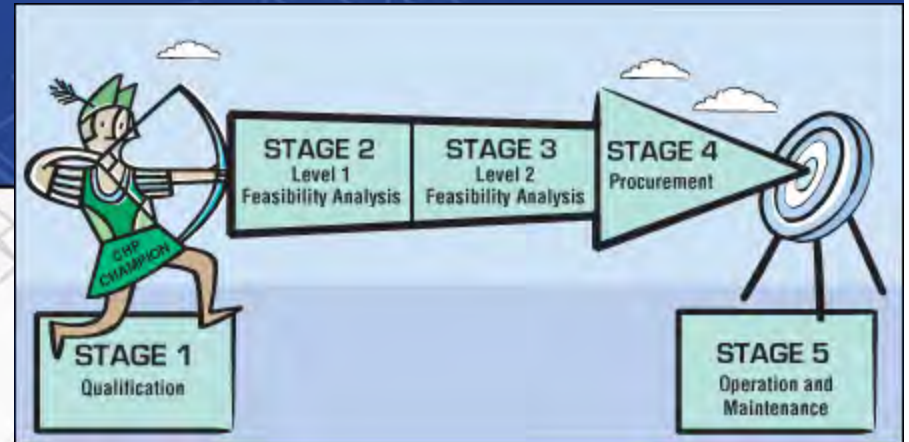 CHP
CHAMPION
STAGE 1
Qualification
STAGE 2
Level 1
Feasibility Analysis
STAGE 3
Level 2
Feasibility Analysis
STAGE 4
Procurement
STAGE 5
Operation and
Maintenance